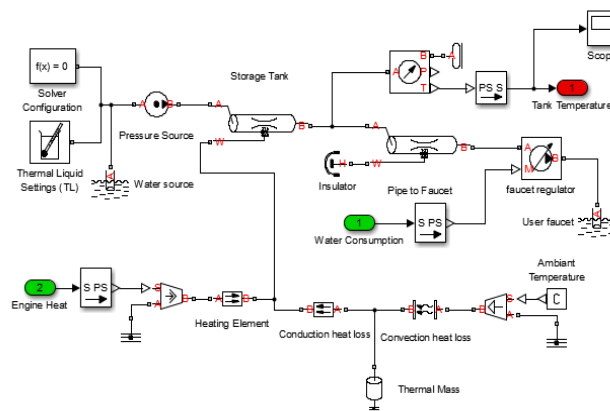 f(x) = 0
Solver
Configuration
Thermal Liquid
Settings (TL)
A
Water source
A
B
Pressure Source
Storage Tank
A
B
W
A
B
P
T
A
PS S
Scop
1
Tank Temperature
A
B
W
H
Insulator
Pipe to Faucet
A
M
B
faucet regulator
A
User faucet
1
Water Consumption
S PS
2
Engine Heat
S PS
S
A
B
A
B
Heating Element
B
A
Conduction heat loss
B
A
Convection heat loss
B
S
A
Ambiant
Temperature
C
Thermal Mass